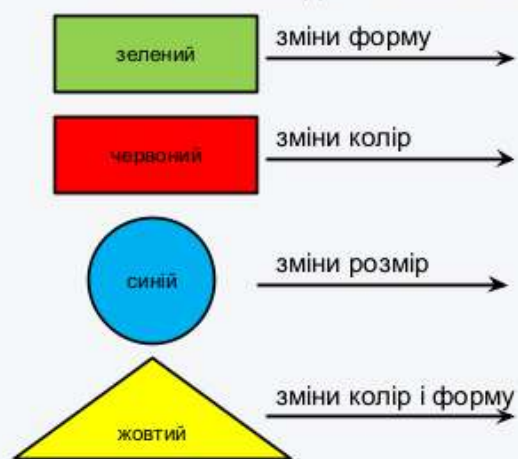 зміни форму
зелений
зміни колір
червоний
зміни розмір
синій
зміни колір і форму
жовтий